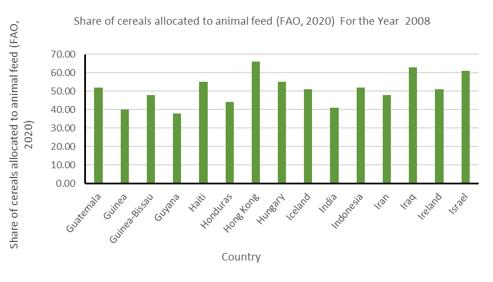 Share of cereals allocated to animal feed (FAO, 2020)  For the Year  2008
Share of cereals allocated to animal feed (FAO,
2020)
70.00
60.00
50.00
40.00
30.00
20.00
10.00
0.00
Guatemala
Guinea
Guinea-Bissau
Guyana
Haiti
Honduras
Hong Kong
Hungary
Iceland
India
Indonesia
Iran
Iraq
Ireland
Israel
Country